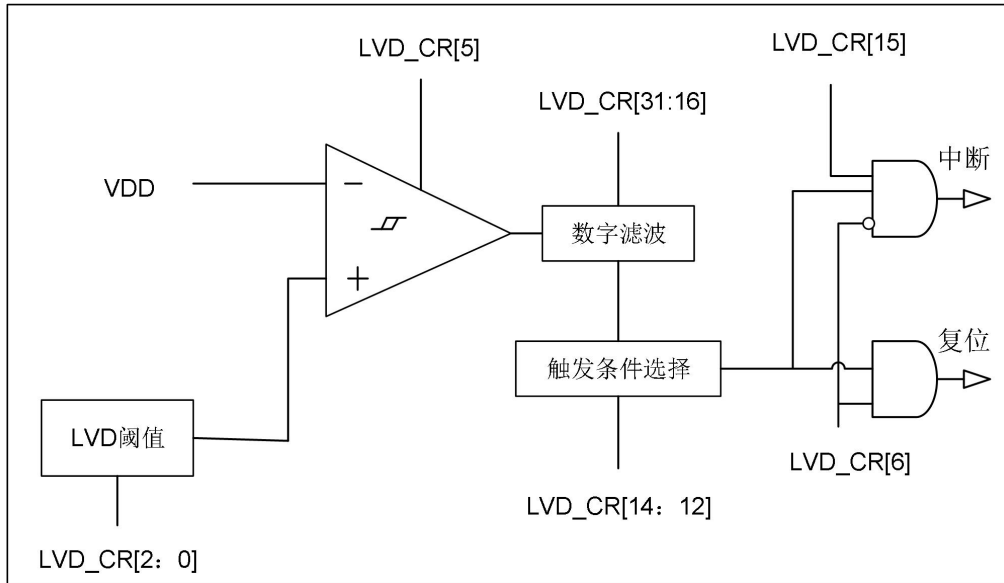 LVD_CR[5]
LVD_CR[15]
LVD_CR[31:16]
VDD
−
+
数字滤波
中断
触发条件选择
复位
LVD阈值
LVD_CR[6]
LVD_CR[14：12]
LVD_CR[2：0]